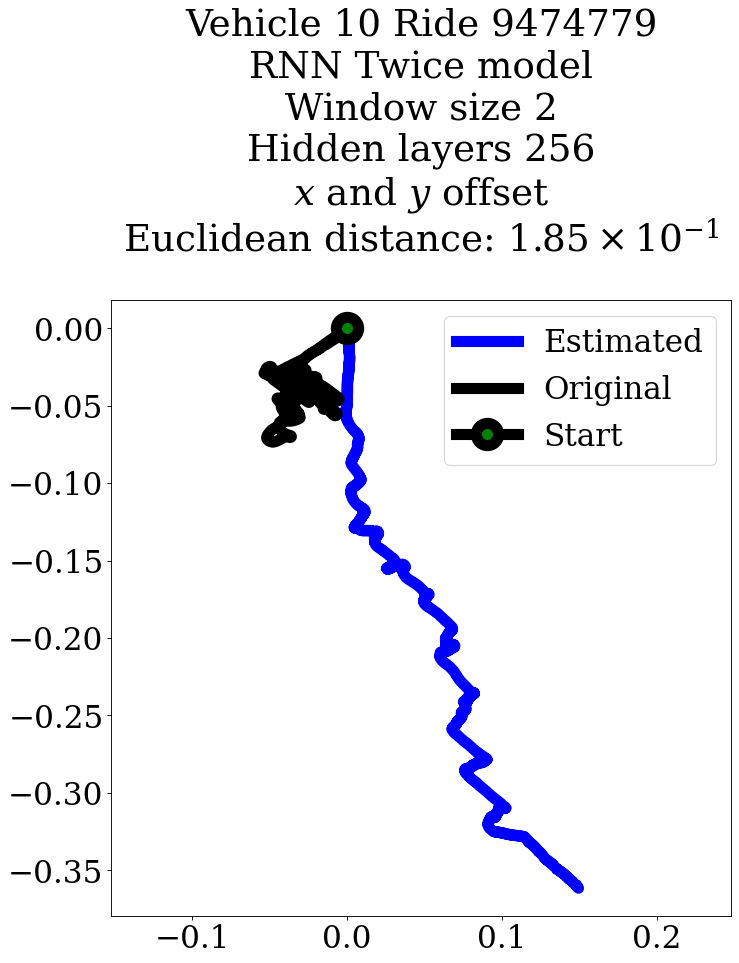 Vehicle 10 Ride 9474779
RNN Twice model
Window size 2
Hidden layers 256
x and y offset
Euclidean distance: 1.85 × 10⁻¹
Estimated
Original
Start
0.00
−0.05
−0.10
−0.15
−0.20
−0.25
−0.30
−0.35
−0.1 0.0 0.1 0.2